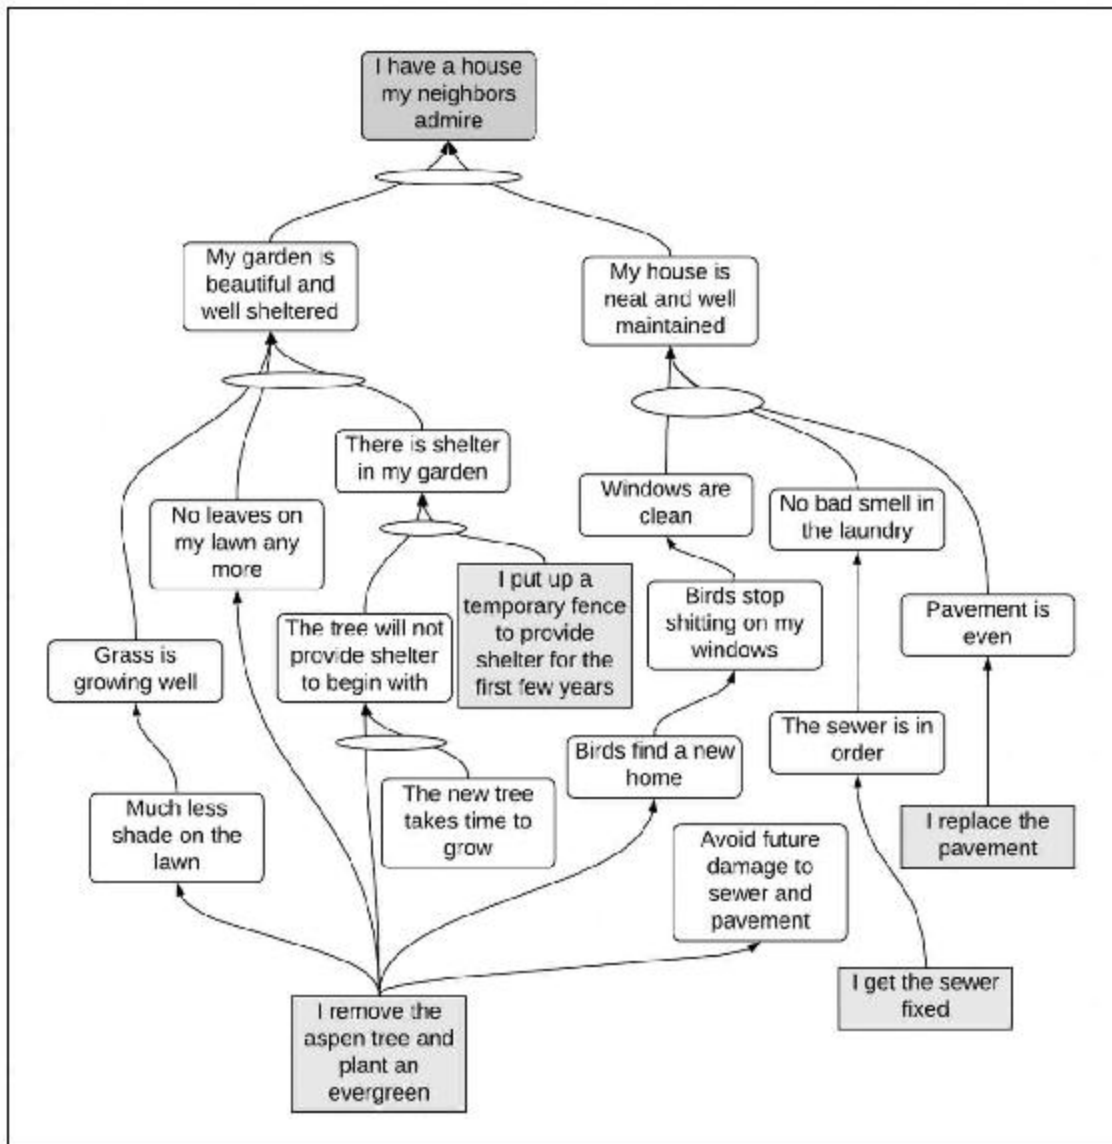 I have a house
my neighbors
admire
My garden is
beautiful and
well sheltered
My house is
neat and well
maintained
There is shelter
in my garden
Windows are
clean
No bad smell in
the laundry
No leaves on
my lawn any
more
I put up a
temporary fence
to provide
shelter for the
first few years
Birds stop
shitting on my
windows
Pavement is
even
The tree will not
provide shelter
to begin with
Grass is
growing well
The sewer is in
order
Birds find a new
home
The new tree
takes time to
grow
Much less
shade on the
lawn
I replace the
pavement
Avoid future
damage to
sewer and
pavement
I get the sewer
fixed
I remove the
aspen tree and
plant an
evergreen